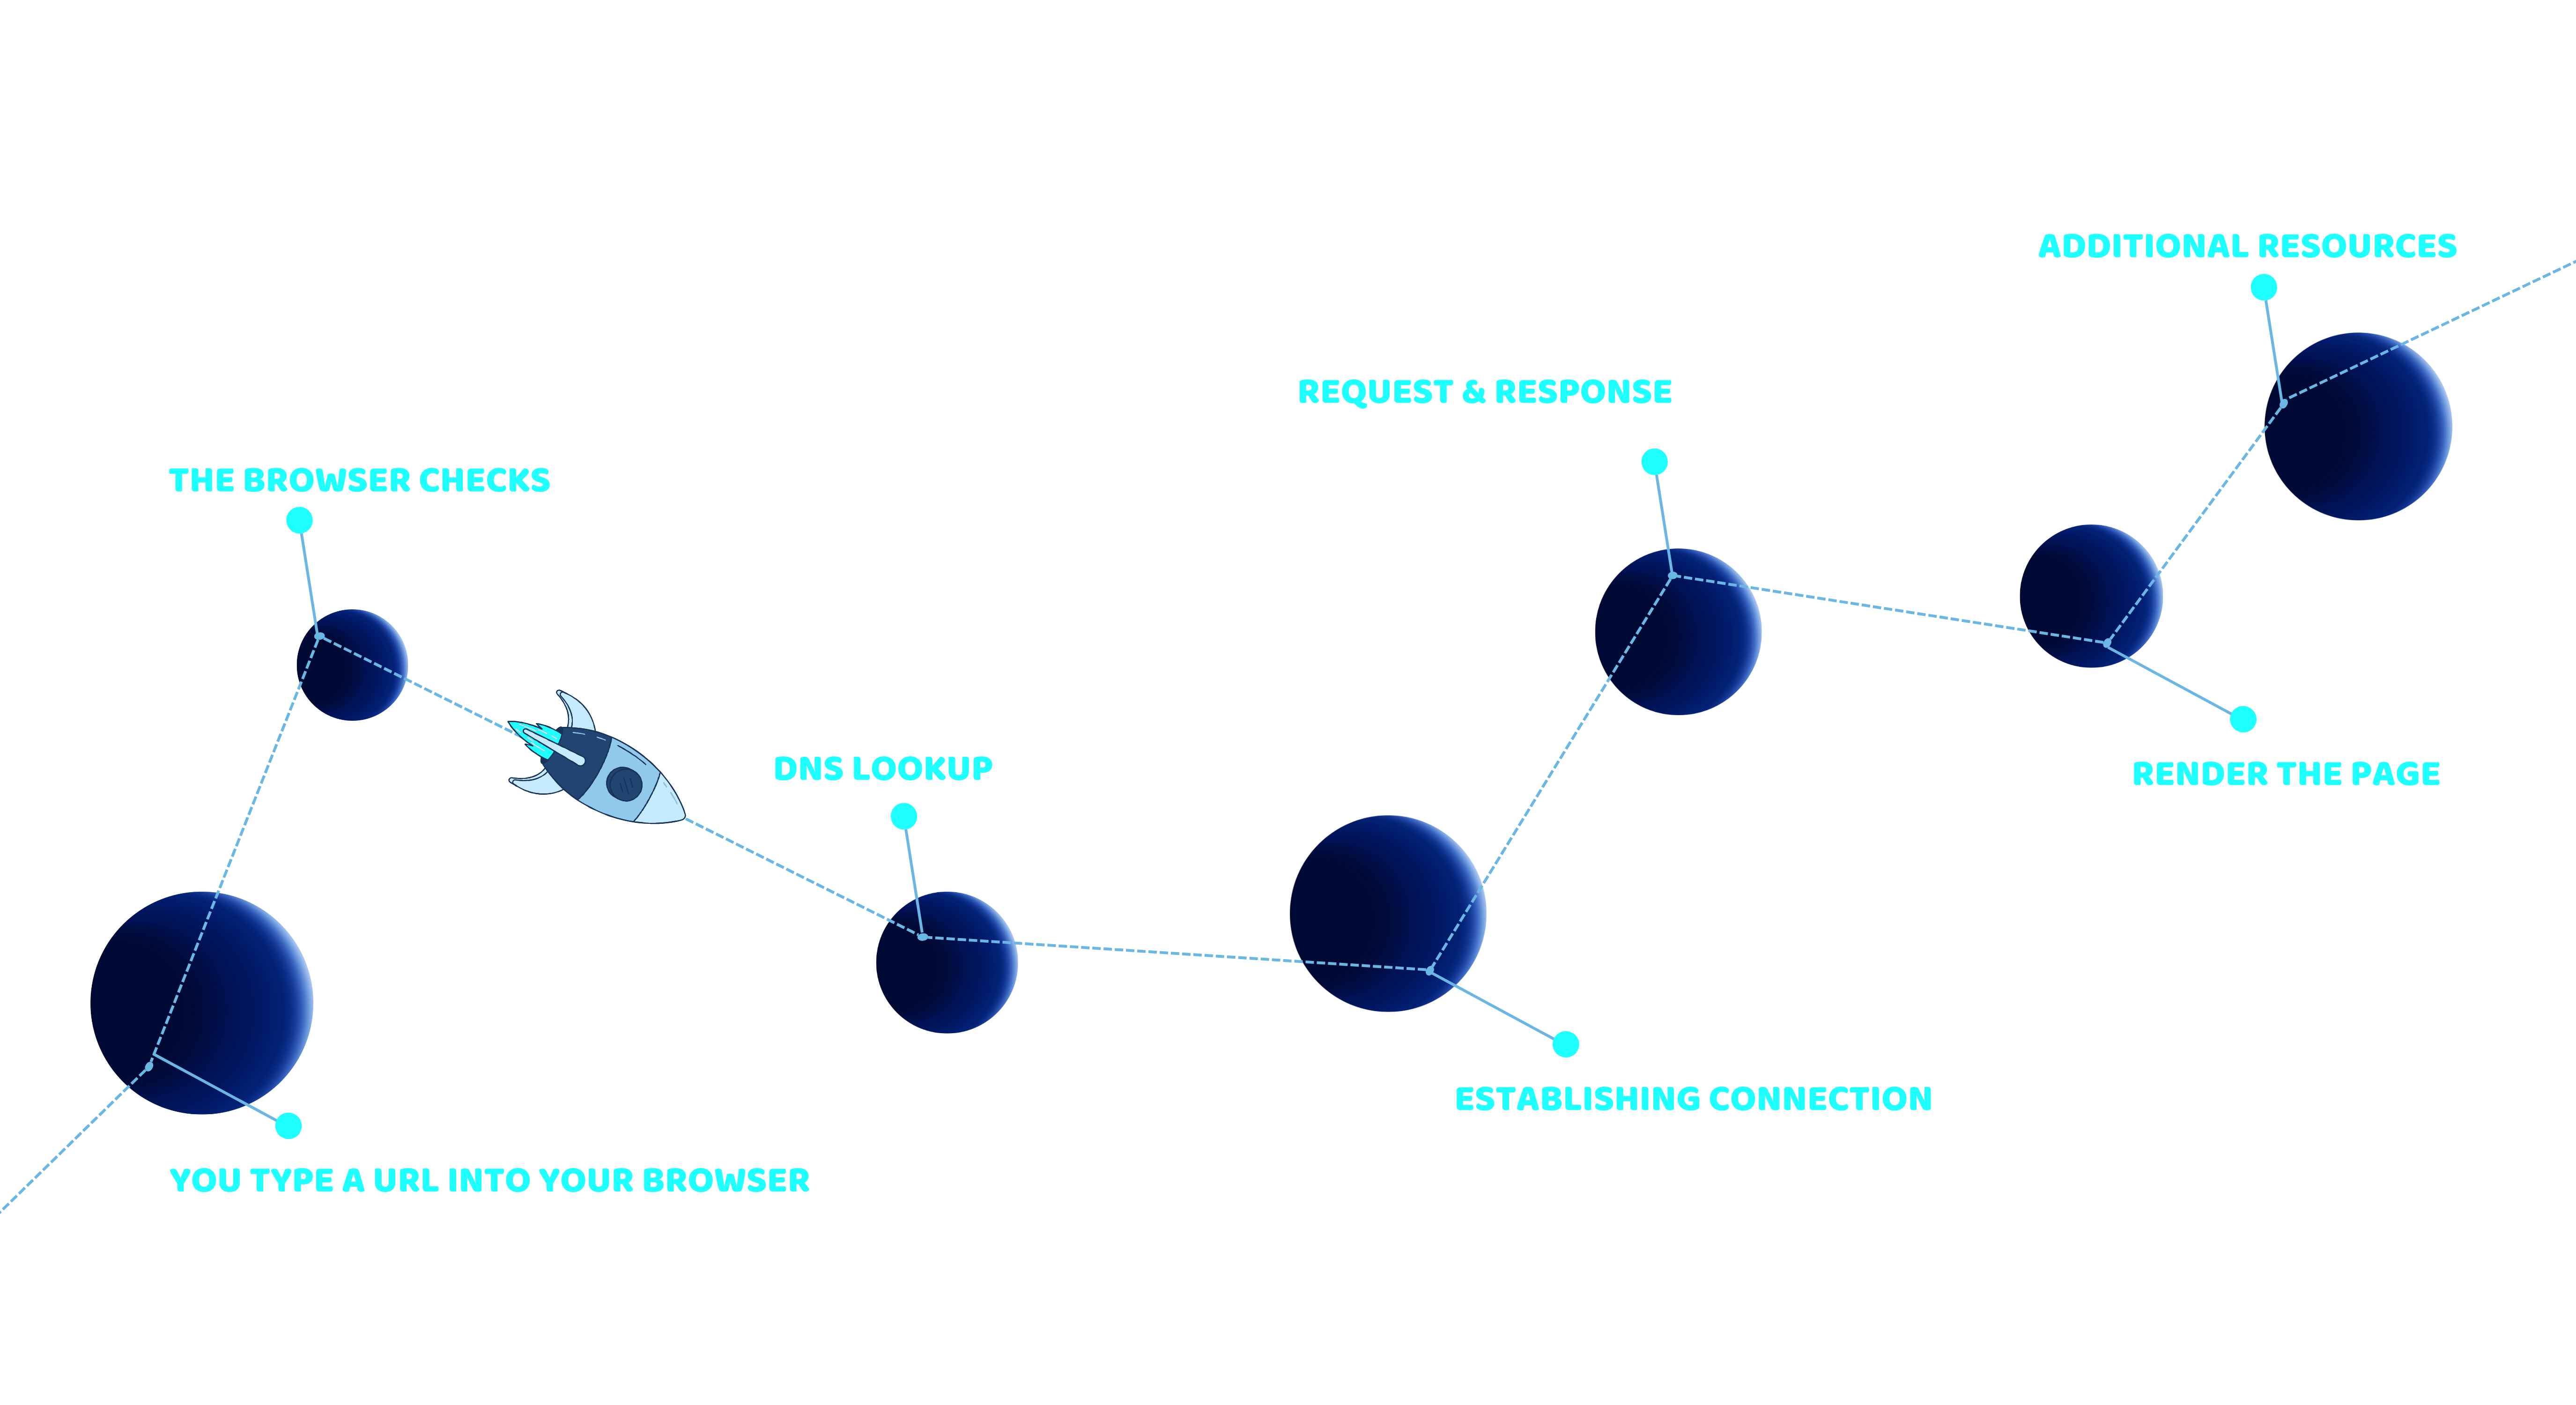 YOU TYPE A URL INTO YOUR BROWSER
THE BROWSER CHECKS
DNS LOOKUP
ESTABLISHING CONNECTION
REQUEST & RESPONSE
RENDER THE PAGE
ADDITIONAL RESOURCES